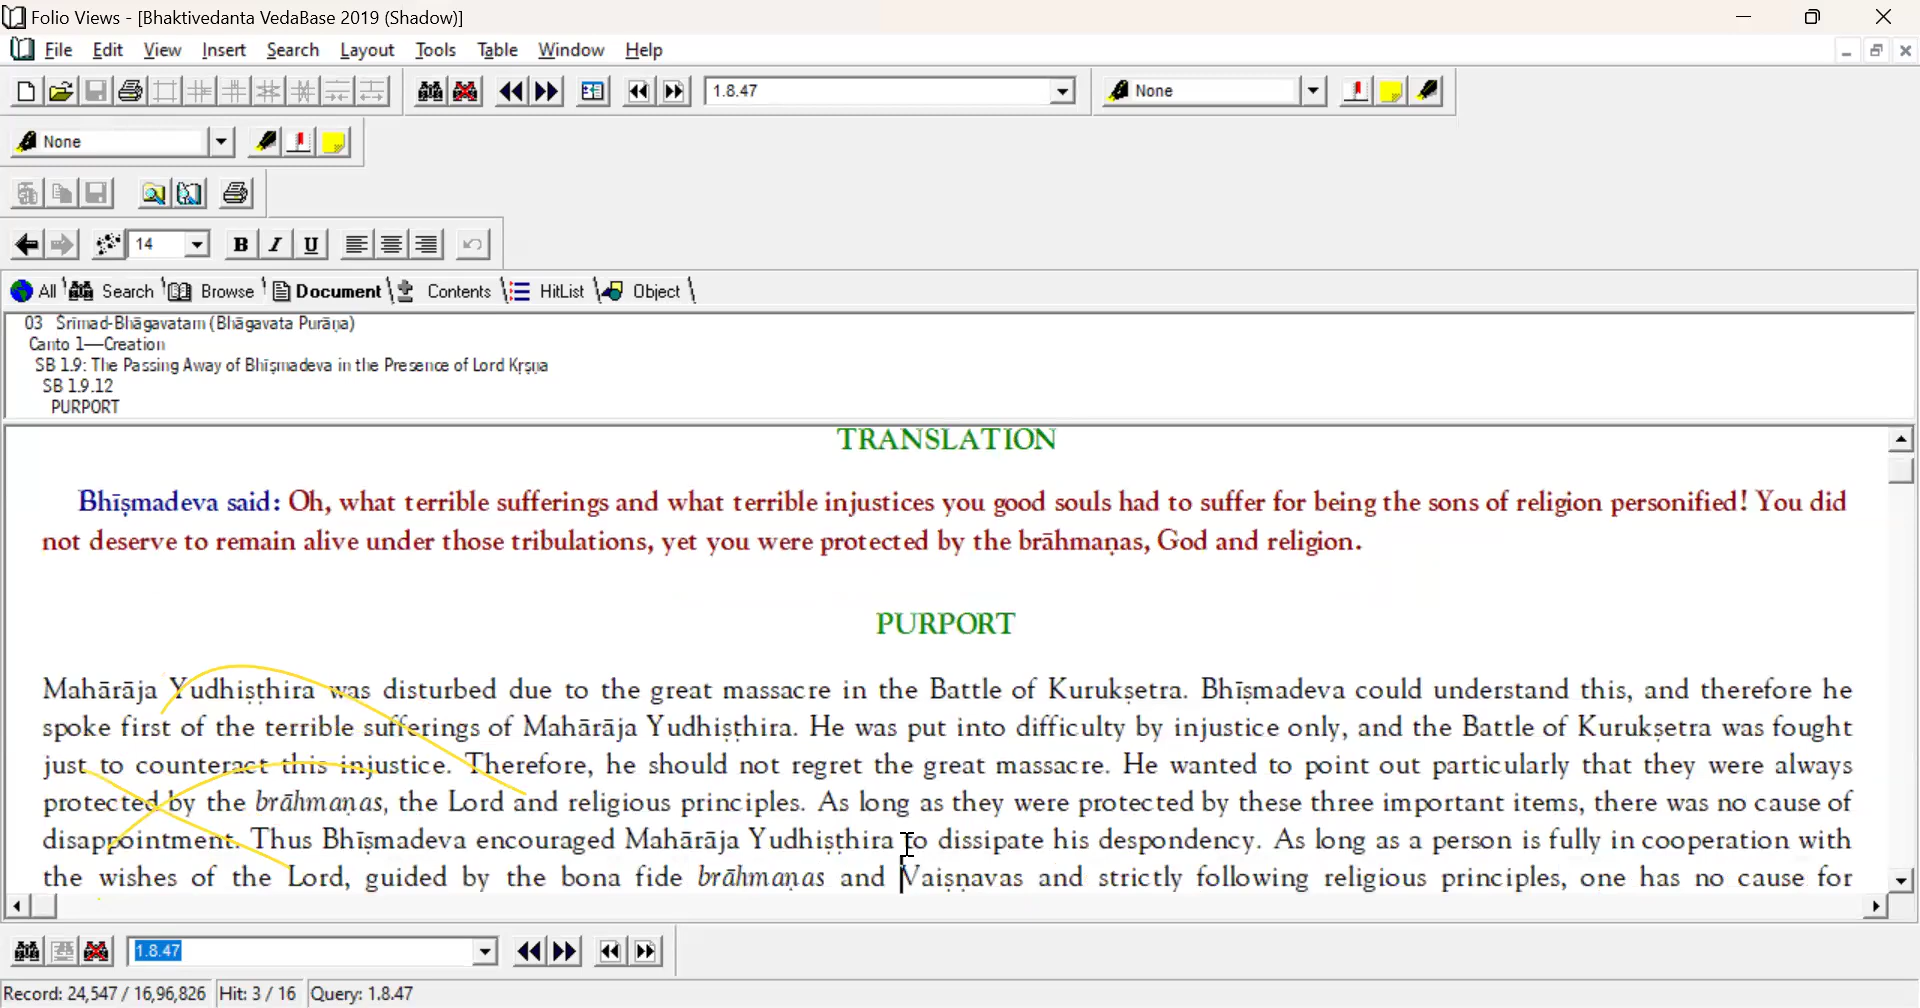 Folio Views - [Bhaktivedanta VedaBase 2019 (Shadow)]
File Edit View Insert Search Layout Tools Table Window Help
1.8.47 None
None
14 B I U
All Search Browse Document Contents HitList Object
03 Śrīmad-Bhāgavatam (Bhāgavata Purāṇa)
Canto 1—Creation
SB 1.9: The Passing Away of Bhīṣmadeva in the Presence of Lord Kṛṣṇa
SB 1.9.12
PURPORT
TRANSLATION
Bhīṣmadeva said: Oh, what terrible sufferings and what terrible injustices you good souls had to suffer for being the sons of religion personified! You did
not deserve to remain alive under those tribulations, yet you were protected by the brāhmaṇas, God and religion.
PURPORT
Mahārāja Yudhiṣṭhira was disturbed due to the great massacre in the Battle of Kurukṣetra. Bhīṣmadeva could understand this, and therefore he
spoke first of the terrible sufferings of Mahārāja Yudhiṣṭhira. He was put into difficulty by injustice only, and the Battle of Kurukṣetra was fought
just to counteract this injustice. Therefore, he should not regret the great massacre. He wanted to point out particularly that they were always
protected by the brāhmaṇas, the Lord and religious principles. As long as they were protected by these three important items, there was no cause of
disappointment. Thus Bhīṣmadeva encouraged Mahārāja Yudhiṣṭhira to dissipate his despondency. As long as a person is fully in cooperation with
the wishes of the Lord, guided by the bona fide brāhmaṇas and Vaiṣṇavas and strictly following religious principles, one has no cause for
1.8.47
Record: 24,547 / 16,96,826 Hit: 3 / 16 Query: 1.8.47